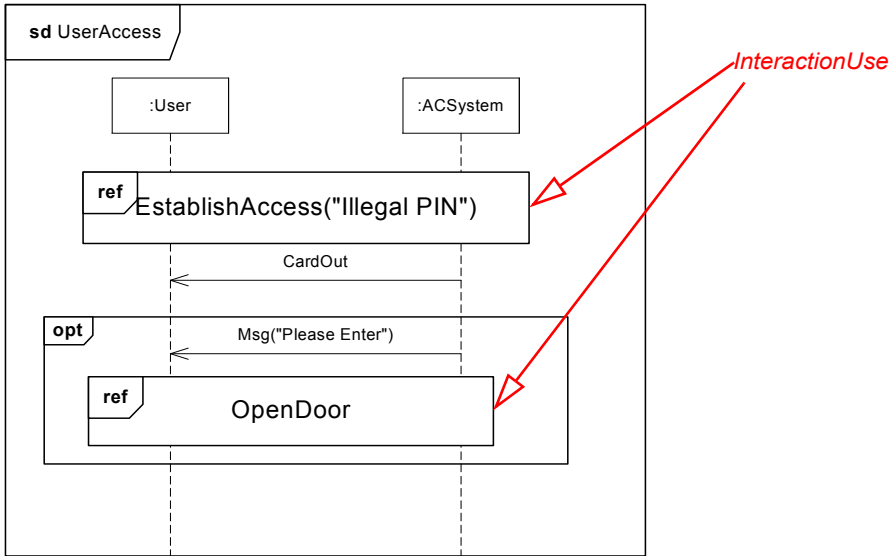 sd UserAccess
InteractionUse
:User
:ACSystem
ref
EstablishAccess("Illegal PIN")
CardOut
opt
Msg("Please Enter")
ref
OpenDoor